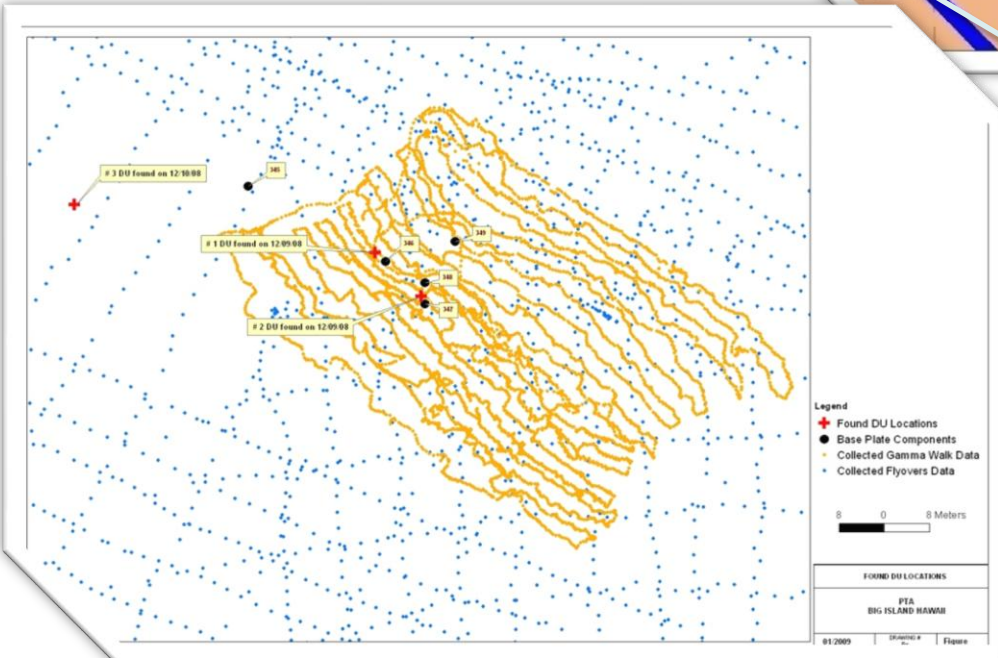 # 3 DU found on 12/10/08
345
# 1 DU found on 12/09/08
346
349
348
347
# 2 DU found on 12/09/08
Legend
Found DU Locations
Base Plate Components
Collected Gamma Walk Data
Collected Flyovers Data
8 0 8 Meters
FOUND DU LOCATIONS
PTA
BIG ISLAND HAWAII
01/2009
DRAWING #
Figure